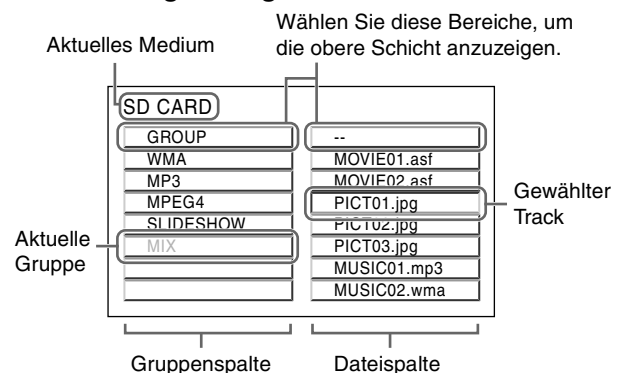 Wählen Sie diese Bereiche, um
die obere Schicht anzuzeigen.
Aktuelles Medium
SD CARD
GROUP
--
WMA
MOVIE01.asf
MP3
MOVIE02.asf
MPEG4
PICT01.jpg
Gewählter
Track
SLIDESHOW
PICT02.jpg
Aktuelle
Gruppe
MIX
PICT03.jpg
MUSIC01.mp3
MUSIC02.wma
Gruppenspalte
Dateispalte